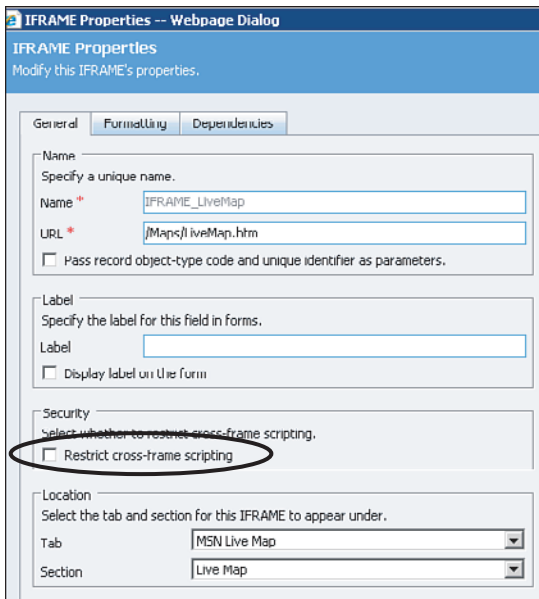 IFRAME Properties -- Webpage Dialog
IFRAME Properties
Modify this IFRAME's properties.
General Formatting Dependencies
Name
Specify a unique name.
Name * IFRAME_LiveMap
URL * /Maps/LiveMap.htm
Pass record object-type code and unique identifier as parameters.
Label
Specify the label for this field in forms.
Label
Display label on the form
Security
Select whether to restrict cross-frame scripting.
Restrict cross-frame scripting
Location
Select the tab and section for this IFRAME to appear under.
Tab MSN Live Map
Section Live Map